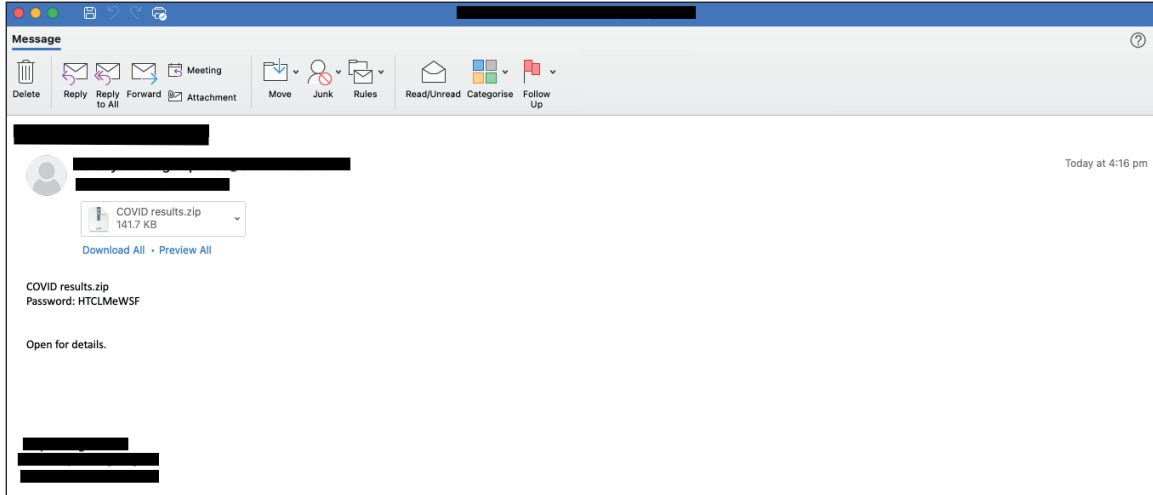 Message
Delete
Reply
Reply
to All
Forward
Meeting
Attachment
Move
Junk
Rules
Read/Unread
Categorise
Follow
Up
Today at 4:16 pm
COVID results.zip
141.7 KB
Download All • Preview All
COVID results.zip
Password: HTCLMeWSF
Open for details.